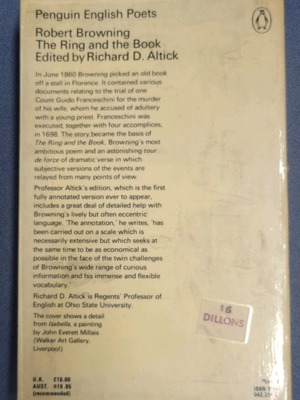 Penguin English Poets
Robert Browning
The Ring and the Book
Edited by Richard D. Altick
In June 1860 Browning picked an old book
off a stall in Florence. It contained various
documents relating to the trial of one
Count Guido Franceschini for the murder
of his wife, whom he accused of adultery
with a young priest. Franceschini was
executed, together with four accomplices,
in 1698. The story became the basis of
The Ring and the Book: Browning's most
ambitious poem and an astonishing tour
de force of dramatic verse in which
subjective versions of the events are
relayed from many points of view.
Professor Altick's edition, which is the first
fully annotated version ever to appear,
includes a great deal of detailed help with
Browning's lively but often eccentric
language. 'The annotation,' he writes, 'has
been carried out on a scale which is
necessarily extensive but which seeks at
the same time to be as economical as
possible in the face of the twin challenges
of Browning's wide range of curious
information and his immense and flexible
vocabulary.'
Richard D. Altick is Regents' Professor of
English at Ohio State University.
The cover shows a detail
from Isabella, a painting
by John Everett Millais
(Walker Art Gallery,
Liverpool)
16
DILLONS
U.K.
AUST.
(recommended)
ISBN